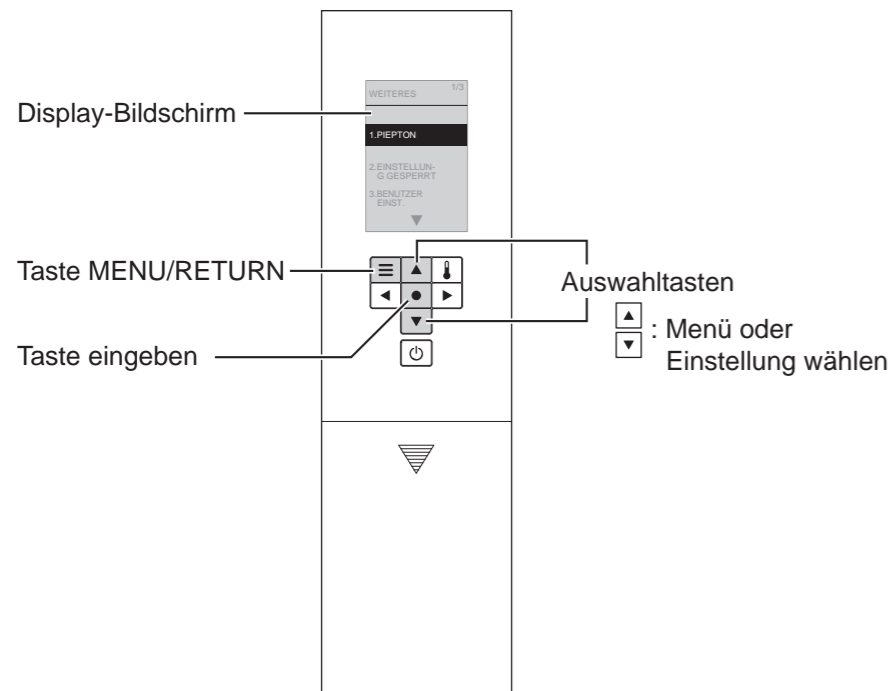 WEITERES 1/3
Display-Bildschirm
1.PIEPTON
2.EINSTELLUN-
G GESPERRT
3.BENUTZER
EINST.
Taste MENU/RETURN
Auswahltasten
: Menü oder
Einstellung wählen
Taste eingeben